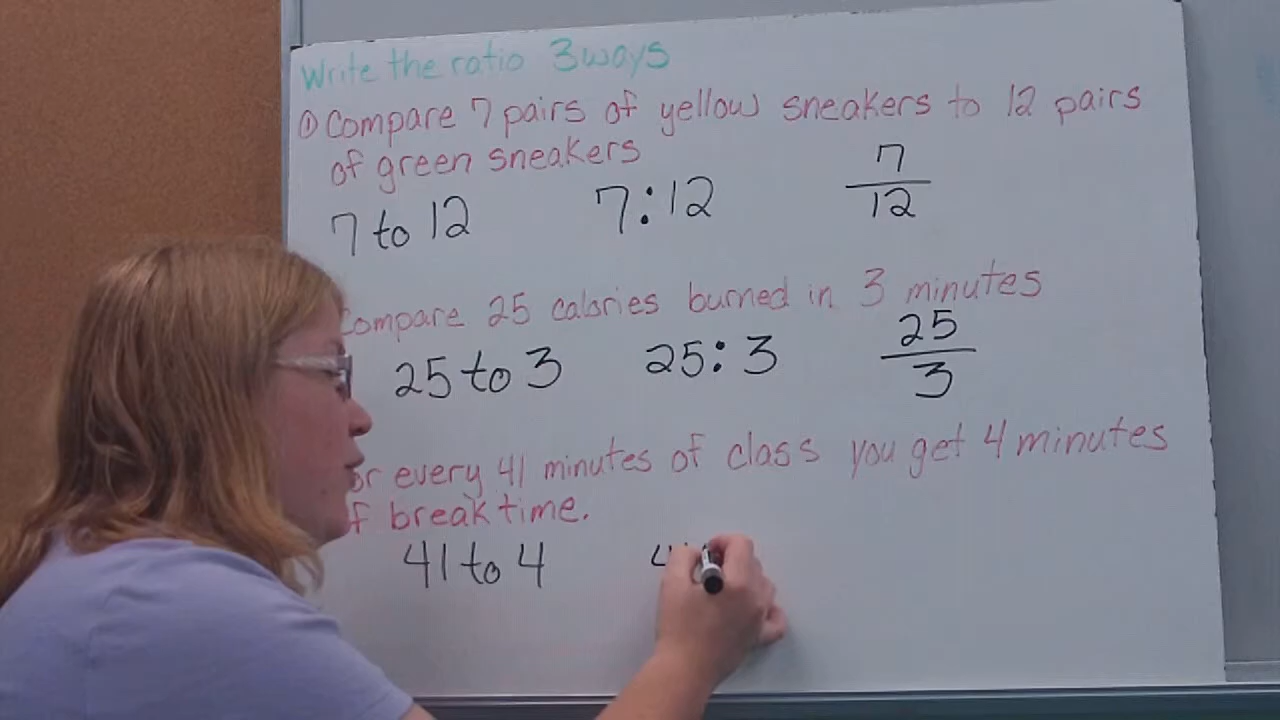 Write the ratio 3 ways
① Compare 7 pairs of yellow sneakers to 12 pairs
of green sneakers
7 to 12 7:12 7/12
Compare 25 calories burned in 3 minutes
25 to 3 25:3 25/3
every 41 minutes of class you get 4 minutes
break time.
41 to 4